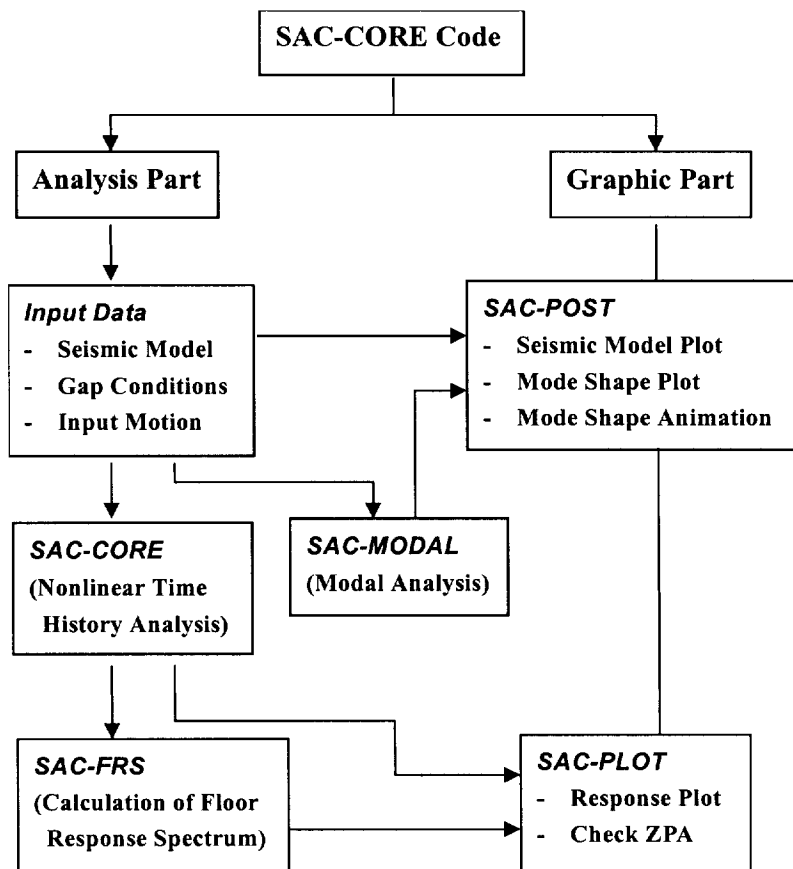 SAC-CORE Code
Analysis Part
Graphic Part
Input Data
- Seismic Model
- Gap Conditions
- Input Motion
SAC-POST
- Seismic Model Plot
- Mode Shape Plot
- Mode Shape Animation
SAC-CORE
(Nonlinear Time
History Analysis)
SAC-MODAL
(Modal Analysis)
SAC-FRS
(Calculation of Floor
Response Spectrum)
SAC-PLOT
- Response Plot
- Check ZPA